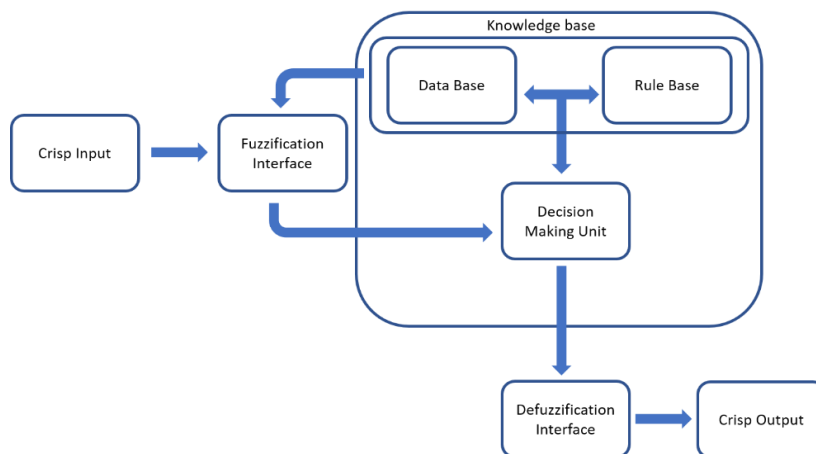 Knowledge base
Data Base
Rule Base
Crisp Input
Fuzzification
Interface
Decision
Making Unit
Defuzzification
Interface
Crisp Output